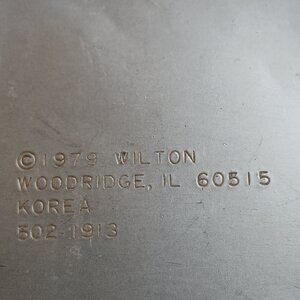 ©1979 WILTON
WOODRIDGE, IL 60515
KOREA
502-1913